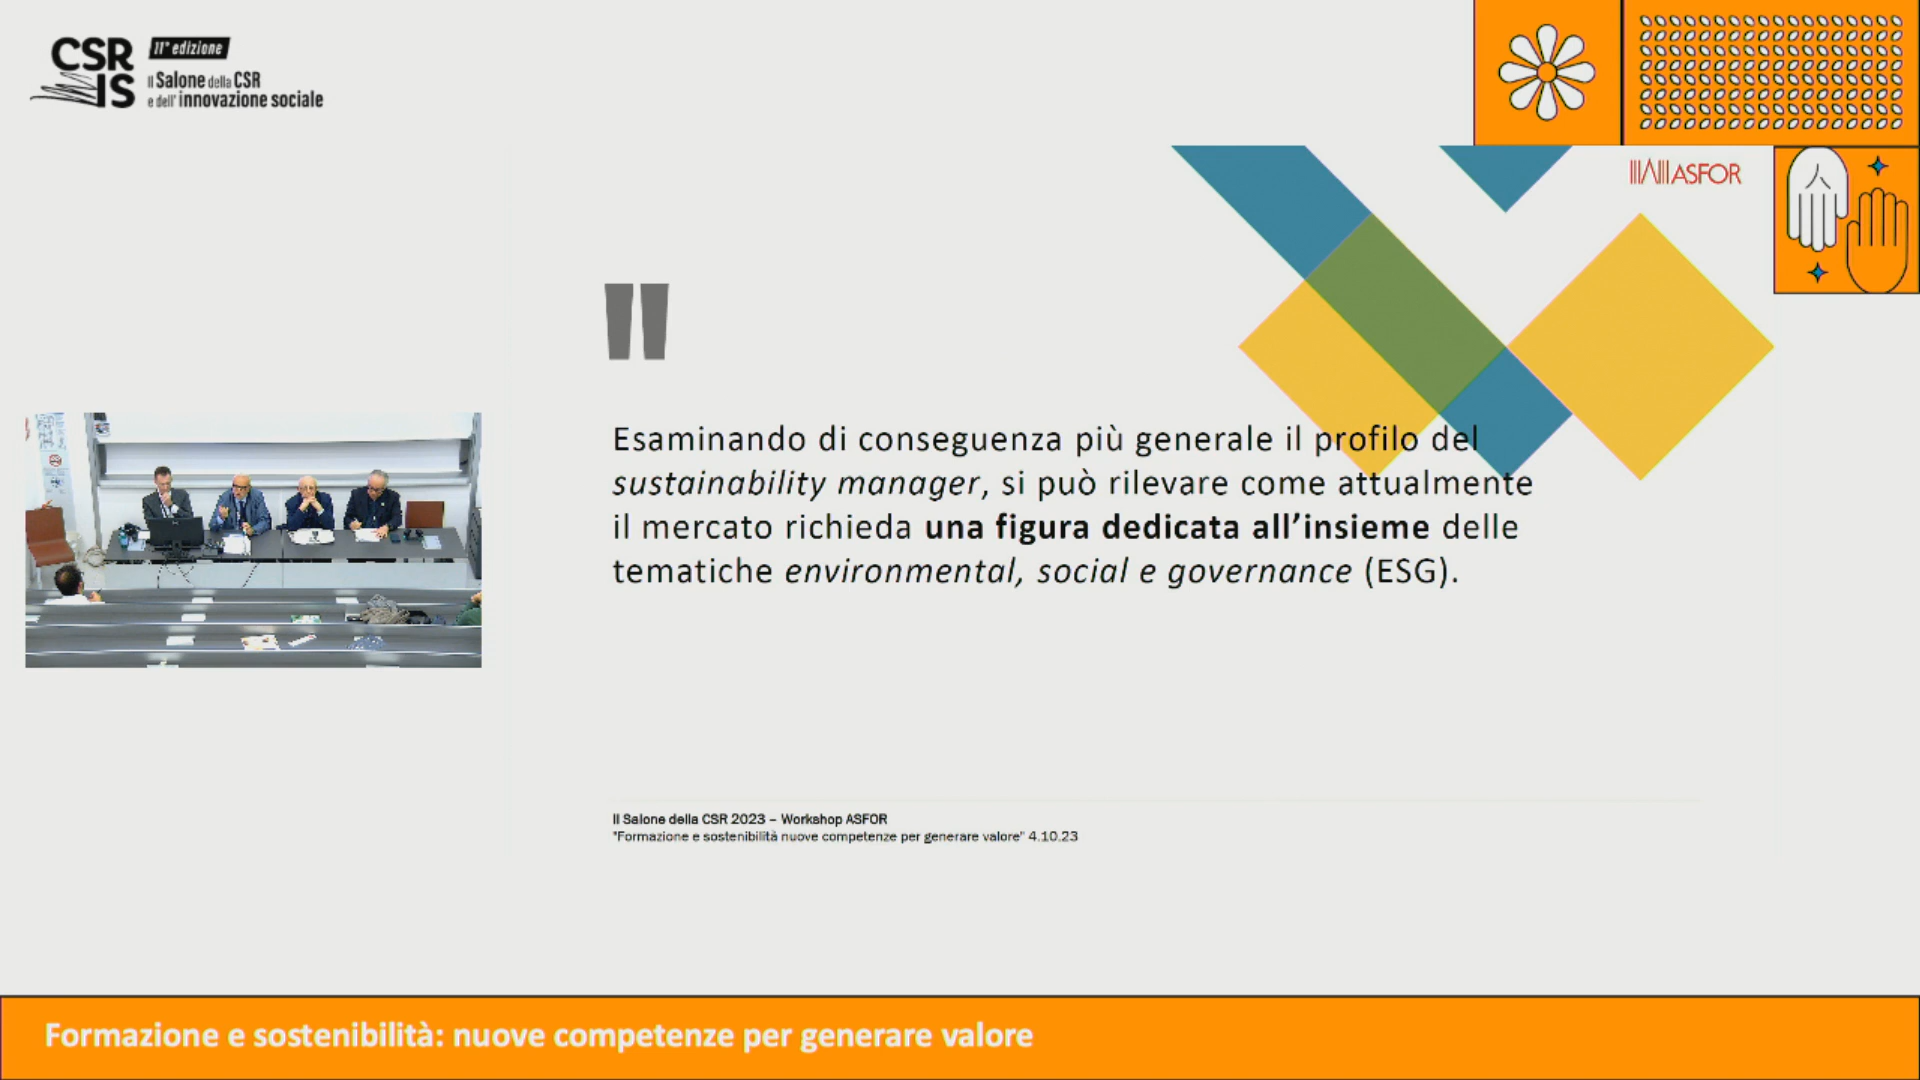 CSR
IS
11ª edizione
Il Salone della CSR
e dell'innovazione sociale
ASFOR
"
Esaminando di conseguenza più generale il profilo del
sustainability manager, si può rilevare come attualmente
il mercato richieda una figura dedicata all’insieme delle
tematiche environmental, social e governance (ESG).
Il Salone della CSR 2023 – Workshop ASFOR
"Formazione e sostenibilità nuove competenze per generare valore" 4.10.23
Formazione e sostenibilità: nuove competenze per generare valore